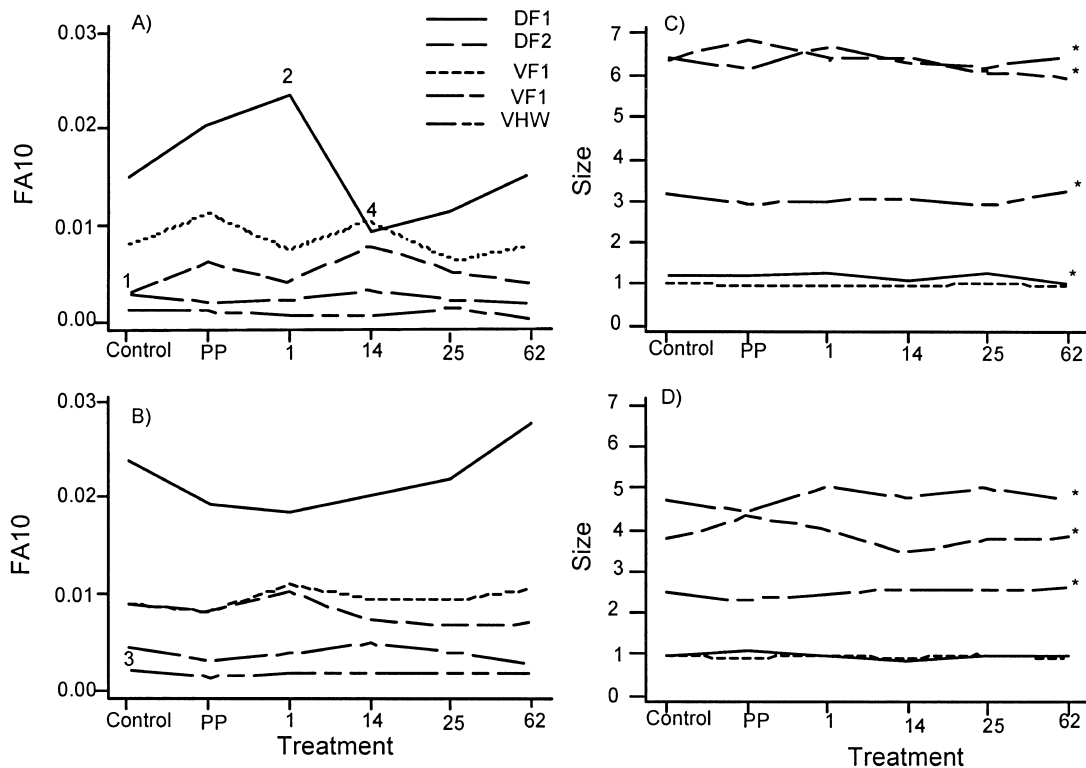 A)
0.03
0.02
0.01
0.00
FA10
1
2
4
Control PP 1 14 25 62
DF1
DF2
VF1
VF1
VHW
C)
7
6
5
4
3
2
1
0
Size
*
*
*
*
Control PP 1 14 25 62
B)
0.03
0.02
0.01
0.00
FA10
3
Control PP 1 14 25 62
Treatment
D)
7
6
5
4
3
2
1
0
Size
*
*
*
Control PP 1 14 25 62
Treatment